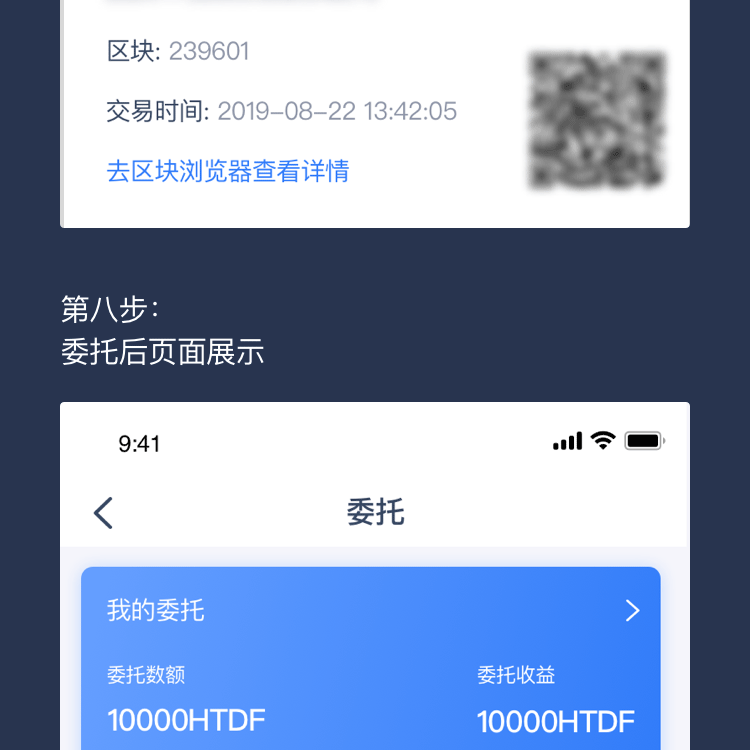 区块: 239601
交易时间: 2019-08-22 13:42:05
去区块浏览器查看详情
第八步：
委托后页面展示
9:41
委托
我的委托
委托数额 委托收益
10000HTDF 10000HTDF